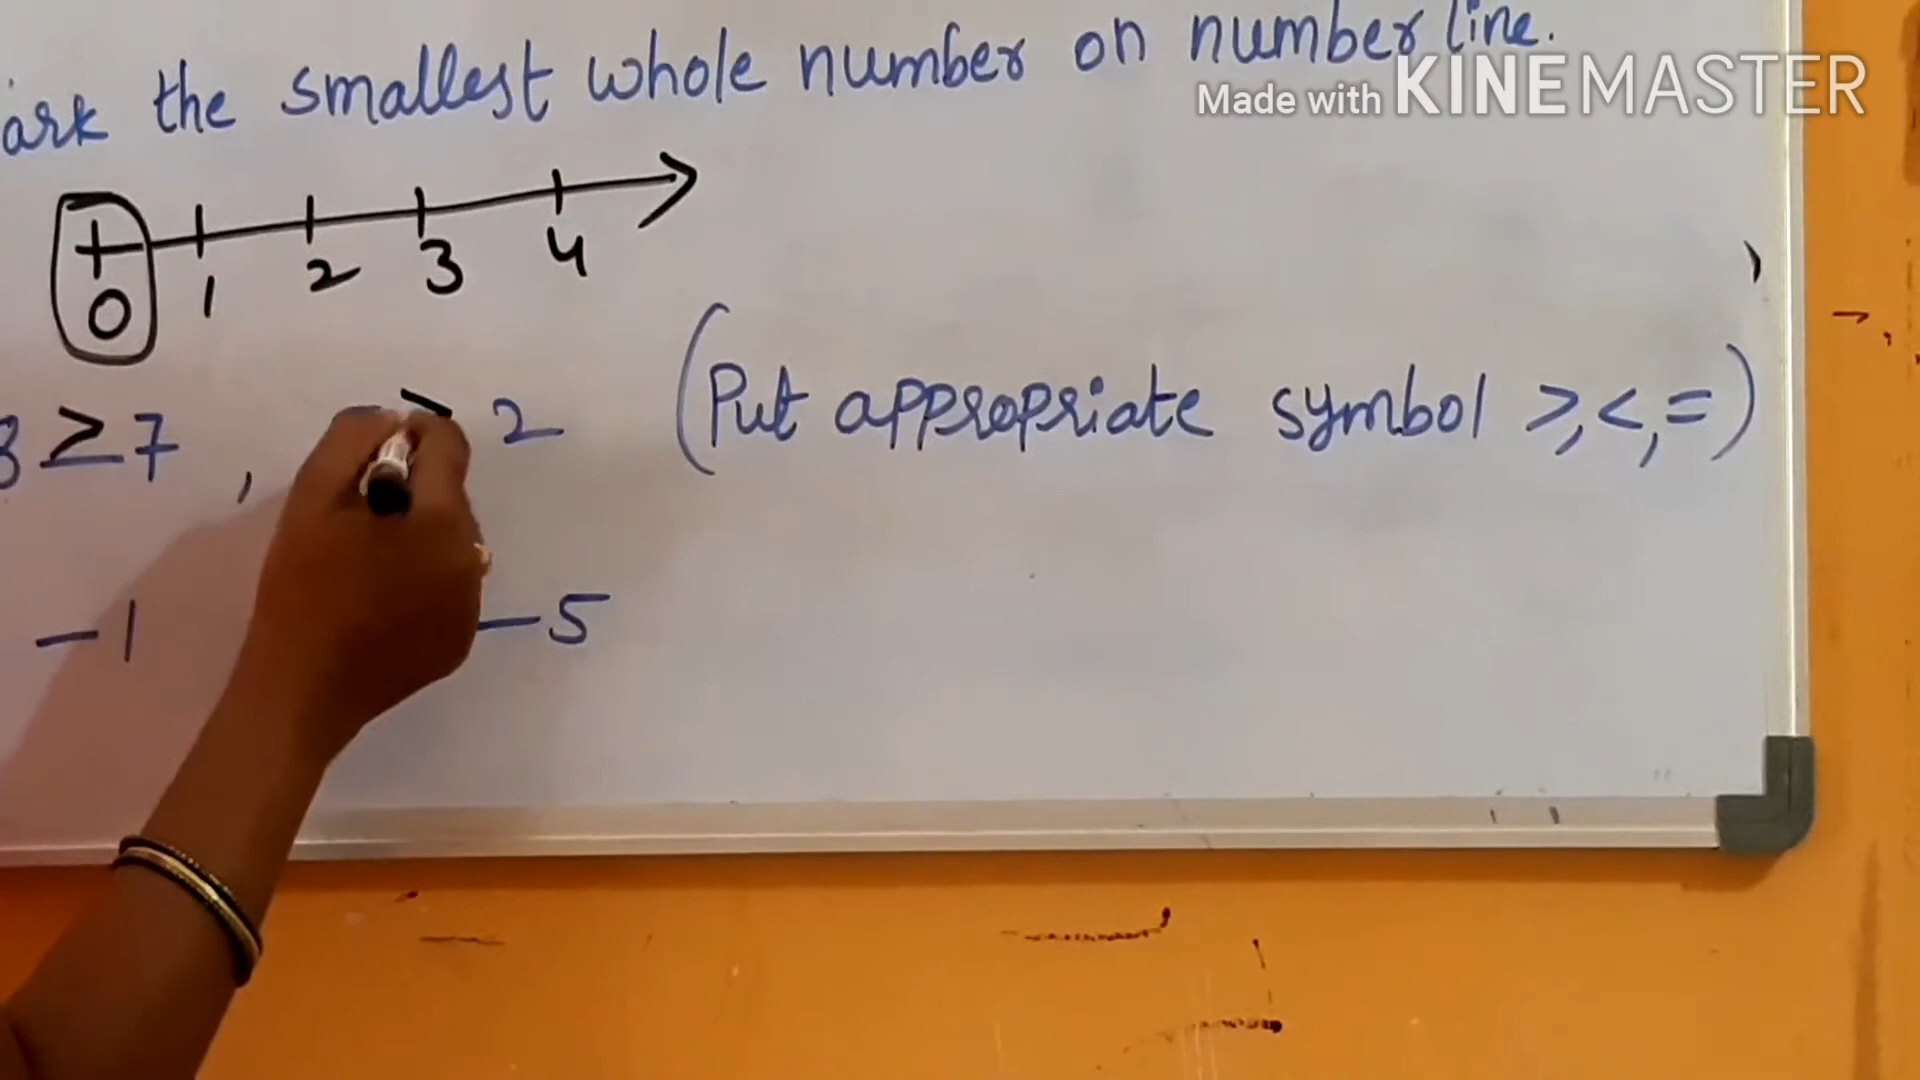 ark the smallest whole number on number line.
Made with KINEMASTER
0 1 2 3 4
8 > 7 , > 2 (Put appropriate symbol >, <, =)
-1 -5